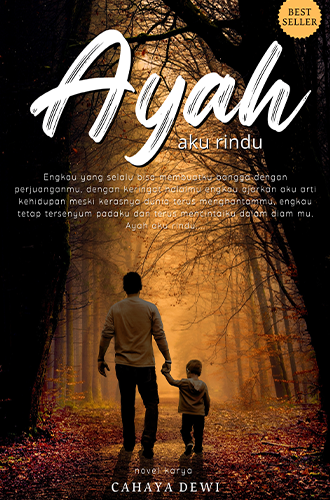 BEST
SELLER
Ayah
aku rindu
Engkau yang selalu bisa membuatku bangga dengan
perjuanganmu, dengan keringat engkau ajarkan aku arti
kehidupan meski kerasnya dunia terus menghantammu, engkau
tetap tersenyum padaku dan terus mencintaiku dalam diam mu.
Ayah aku rindu...
novel karya
CAHAYA DEWI